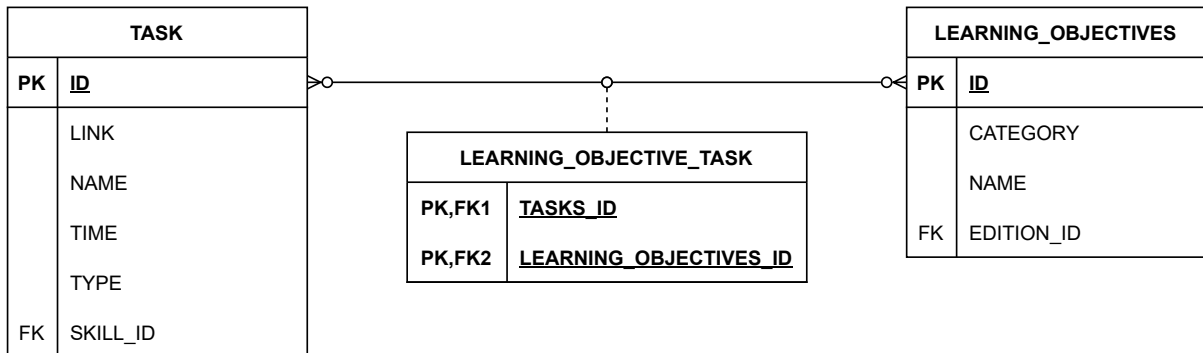 TASK
PK ID
LINK
NAME
TIME
TYPE
FK SKILL_ID
LEARNING_OBJECTIVE_TASK
PK,FK1 TASKS_ID
PK,FK2 LEARNING_OBJECTIVES_ID
LEARNING_OBJECTIVES
PK ID
CATEGORY
NAME
FK EDITION_ID